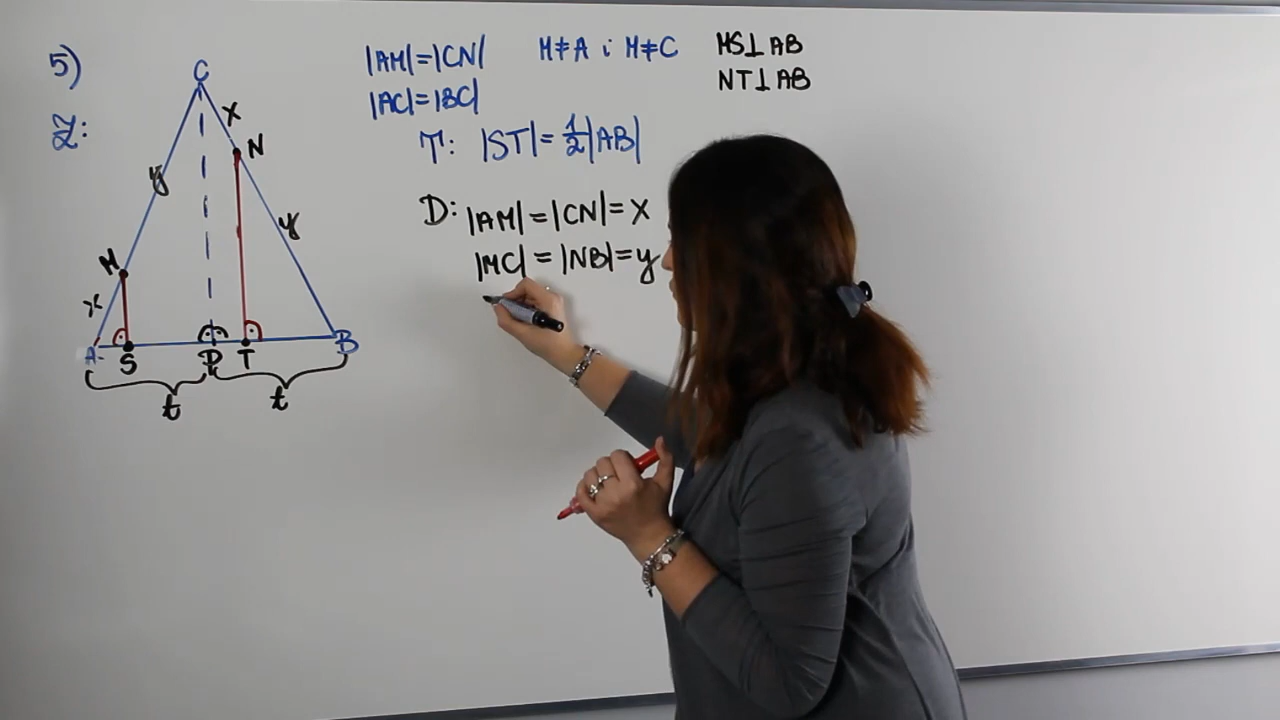 5)
Z:
|AM|=|CN| M≠A i M≠C MS⊥AB
|AC|=|BC| NT⊥AB
T: |ST|=½|AB|
D: |AM|=|CN|=x
|MC|=|NB|=y
C
x
N
y
y
M
x
A
S
D
T
B
t
t